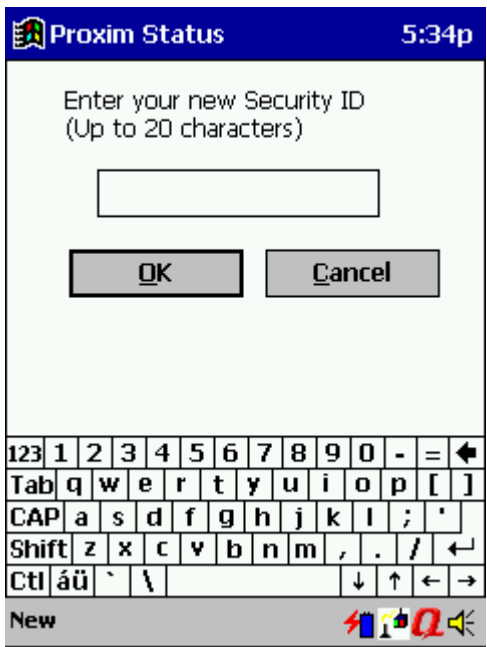 Proxim Status 5:34p
Enter your new Security ID
(Up to 20 characters)
OK Cancel
123 1 2 3 4 5 6 7 8 9 0 - =
Tab q w e r t y u i o p [ ]
CAP a s d f g h j k l ; '
Shift z x c v b n m , . /
Ctl áü ` \ ↓ ↑ ← →
New